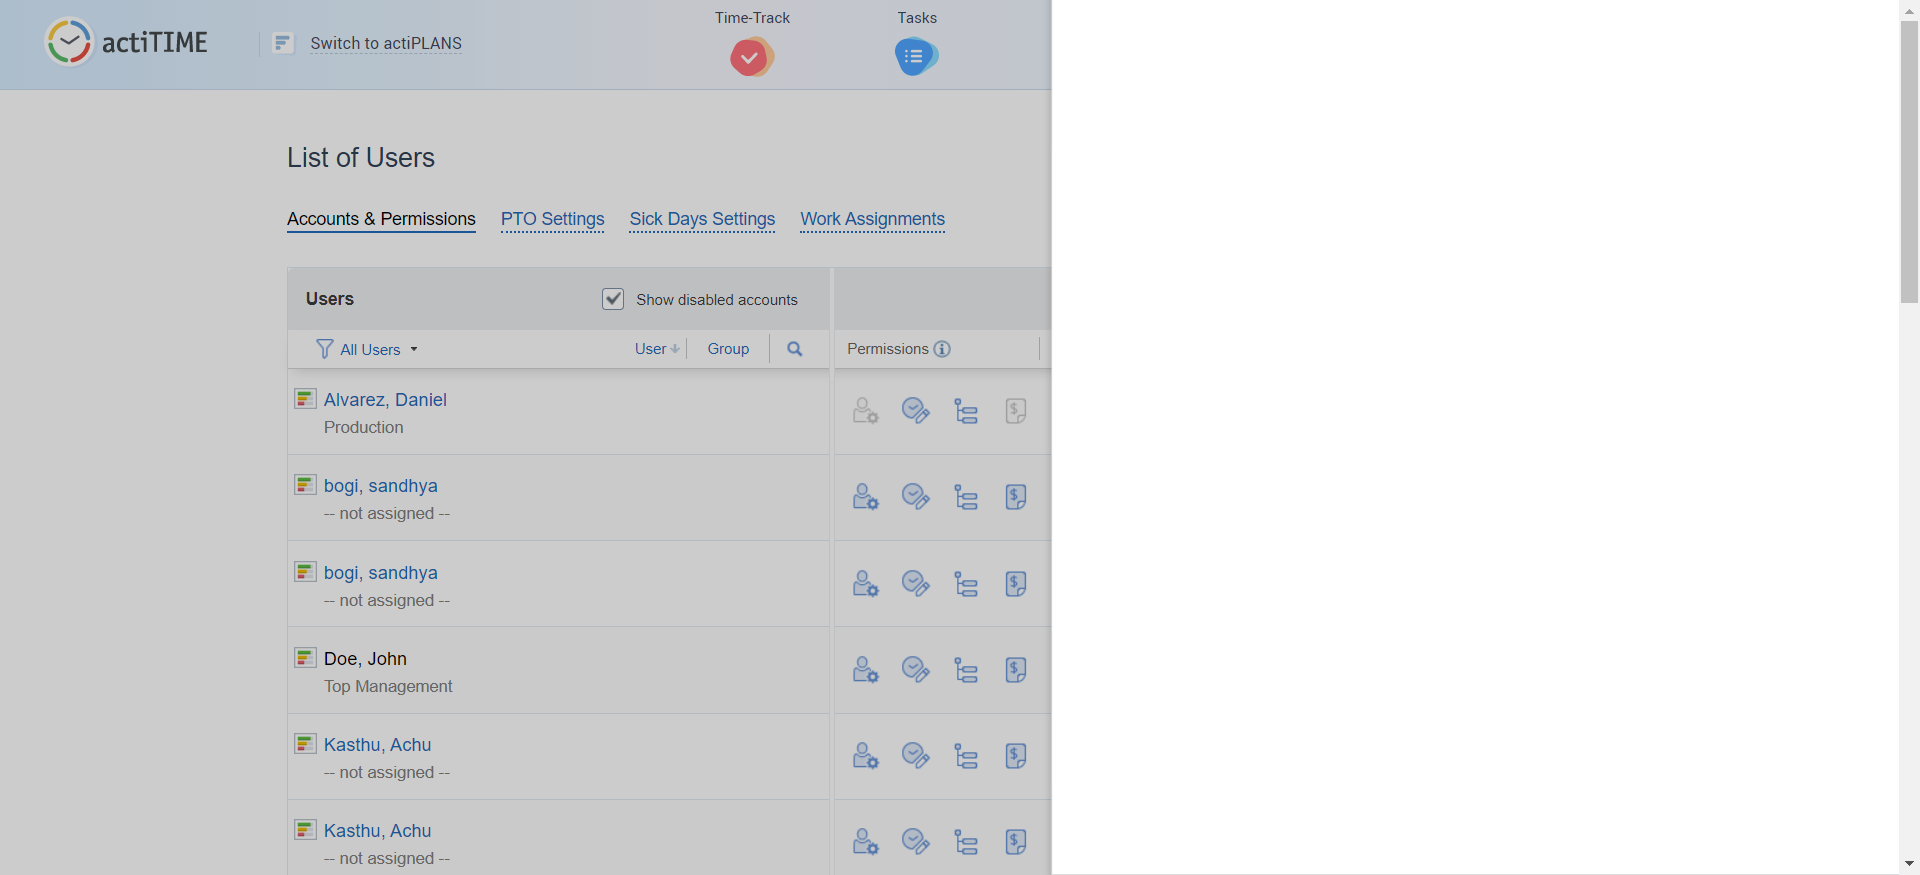 actiTIME
Switch to actiPLANS
Time-Track
Tasks
List of Users
Accounts & Permissions
PTO Settings
Sick Days Settings
Work Assignments
Users
Show disabled accounts
All Users
User
Group
Permissions
Alvarez, Daniel
Production
bogi, sandhya
-- not assigned --
bogi, sandhya
-- not assigned --
Doe, John
Top Management
Kasthu, Achu
-- not assigned --
Kasthu, Achu
-- not assigned --